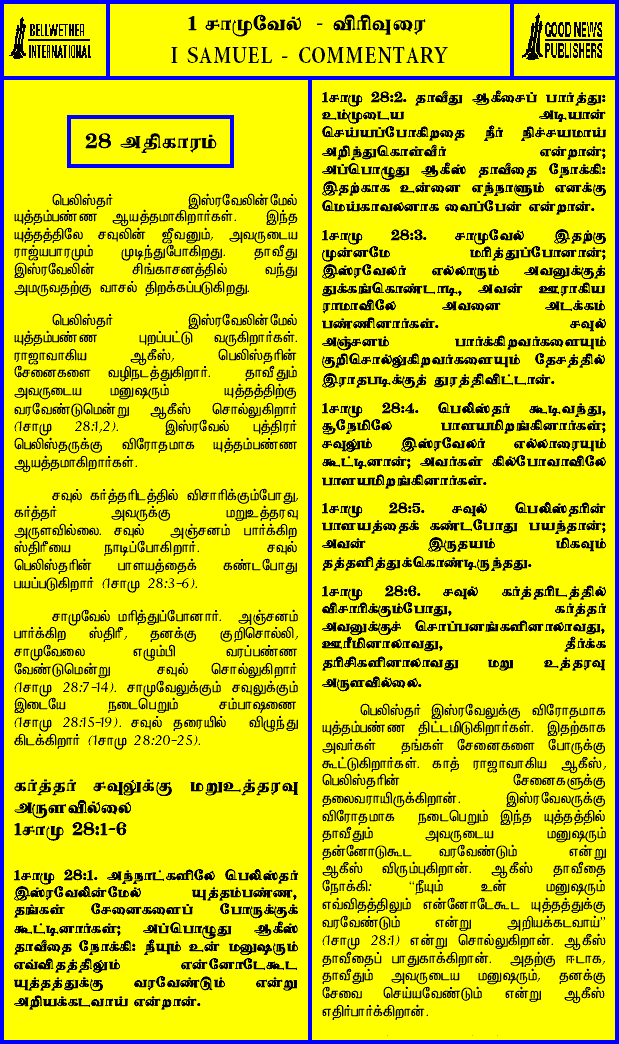 BELLWETHER
INTERNATIONAL
1 சாமுவேல் - விரிவுரை
I SAMUEL - COMMENTARY
GOOD NEWS
PUBLISHERS
28 அதிகாரம்
பெலிஸ்தர் இஸ்ரவேலின்மேல்
யுத்தம்பண்ண ஆயத்தமாகிறார்கள். இந்த
யுத்தத்திலே சவுலின் ஜீவனும், அவருடைய
ராஜ்யபாரமும் முடிந்துபோகிறது. தாவீது
இஸ்ரவேலின் சிங்காசனத்தில் வந்து
அமருவதற்கு வாசல் திறக்கப்படுகிறது.
பெலிஸ்தர் இஸ்ரவேலின்மேல்
யுத்தம்பண்ண புறப்பட்டு வருகிறார்கள்.
ராஜாவாகிய ஆகீஸ், பெலிஸ்தரின்
சேனைகளை வழிநடத்துகிறார். தாவீதும்
அவருடைய மனுஷரும் யுத்தத்திற்கு
வரவேண்டுமென்று ஆகீஸ் சொல்லுகிறார்
(1சாமு 28:1,2). இஸ்ரவேல் புத்திரர்
பெலிஸ்தருக்கு விரோதமாக யுத்தம்பண்ண
ஆயத்தமாகிறார்கள்.
சவுல் கர்த்தரிடத்தில் விசாரிக்கும்போது,
கர்த்தர் அவருக்கு மறுஉத்தரவு
அருளவில்லை. சவுல் அஞ்சனம் பார்க்கிற
ஸ்திரீயை நாடிப்போகிறார். சவுல்
பெலிஸ்தரின் பாளயத்தைக் கண்டபோது
பயப்படுகிறார் (1சாமு 28:3-6).
சாமுவேல் மரித்துப்போனார். அஞ்சனம்
பார்க்கிற ஸ்திரீ, தனக்கு குறிசொல்லி,
சாமுவேலை எழும்பி வரப்பண்ண
வேண்டுமென்று சவுல் சொல்லுகிறார்
(1சாமு 28:7-14). சாமுவேலுக்கும் சவுலுக்கும்
இடையே நடைபெறும் சம்பாஷணை
(1சாமு 28:15-19). சவுல் தரையில் விழுந்து
கிடக்கிறார் (1சாமு 28:20-25).
கர்த்தர் சவுலுக்கு மறுஉத்தரவு
அருளவில்லை
1சாமு 28:1-6
1சாமு 28:1. அந்நாட்களிலே பெலிஸ்தர்
இஸ்ரவேலின்மேல் யுத்தம்பண்ண,
தங்கள் சேனைகளைப் போருக்குக்
கூட்டினார்கள்; அப்பொழுது ஆகீஸ்
தாவீதை நோக்கி: நீயும் உன் மனுஷரும்
எவ்விதத்திலும் என்னோடேகூட
யுத்தத்துக்கு வரவேண்டும் என்று
அறியக்கடவாய் என்றான்.
1சாமு 28:2. தாவீது ஆகீசைப் பார்த்து:
உம்முடைய அடியான்
செய்யப்போகிறதை நீர் நிச்சயமாய்
அறிந்துகொள்வீர் என்றான்;
அப்பொழுது ஆகீஸ் தாவீதை நோக்கி:
இதற்காக உன்னை எந்நாளும் எனக்கு
மெய்காவலனாக வைப்பேன் என்றான்.
1சாமு 28:3. சாமுவேல் இதற்கு
முன்னமே மரித்துப்போனான்;
இஸ்ரவேலர் எல்லாரும் அவனுக்குத்
துக்கங்கொண்டாடி, அவன் ஊராகிய
ராமாவிலே அவனை அடக்கம்
பண்ணினார்கள். சவுல்
அஞ்சனம் பார்க்கிறவர்களையும்
குறிசொல்லுகிறவர்களையும் தேசத்தில்
இராதபடிக்குத் துரத்திவிட்டான்.
1சாமு 28:4. பெலிஸ்தர் கூடிவந்து,
சூநேமிலே பாளயமிறங்கினார்கள்;
சவுலும் இஸ்ரவேலர் எல்லாரையும்
கூட்டினான்; அவர்கள் கில்போவாவிலே
பாளயமிறங்கினார்கள்.
1சாமு 28:5. சவுல் பெலிஸ்தரின்
பாளயத்தைக் கண்டபோது பயந்தான்;
அவன் இருதயம் மிகவும்
தத்தளித்துக்கொண்டிருந்தது.
1சாமு 28:6. சவுல் கர்த்தரிடத்தில்
விசாரிக்கும்போது, கர்த்தர்
அவனுக்குச் சொப்பனங்களினாலாவது,
ஊரீமினாலாவது, தீர்க்க
தரிசிகளினாலாவது மறு உத்தரவு
அருளவில்லை.
பெலிஸ்தர் இஸ்ரவேலுக்கு விரோதமாக
யுத்தம்பண்ண திட்டமிடுகிறார்கள். இதற்காக
அவர்கள் தங்கள் சேனைகளை போருக்கு
கூட்டுகிறார்கள். காத் ராஜாவாகிய ஆகீஸ்,
பெலிஸ்தரின் சேனைகளுக்கு
தலைவராயிருக்கிறான். இஸ்ரவேலருக்கு
விரோதமாக நடைபெறும் இந்த யுத்தத்தில்
தாவீதும் அவருடைய மனுஷரும்
தன்னோடுகூட வரவேண்டும் என்று
ஆகீஸ் விரும்புகிறான். ஆகீஸ் தாவீதை
நோக்கி: "நீயும் உன் மனுஷரும்
எவ்விதத்திலும் என்னோடேகூட யுத்தத்துக்கு
வரவேண்டும் என்று அறியக்கடவாய்"
(1சாமு 28:1) என்று சொல்லுகிறான். ஆகீஸ்
தாவீதைப் பாதுகாக்கிறான். அதற்கு ஈடாக,
தாவீதும் அவருடைய மனுஷரும், தனக்கு
சேவை செய்யவேண்டும் என்று ஆகீஸ்
எதிர்பார்க்கிறான்.